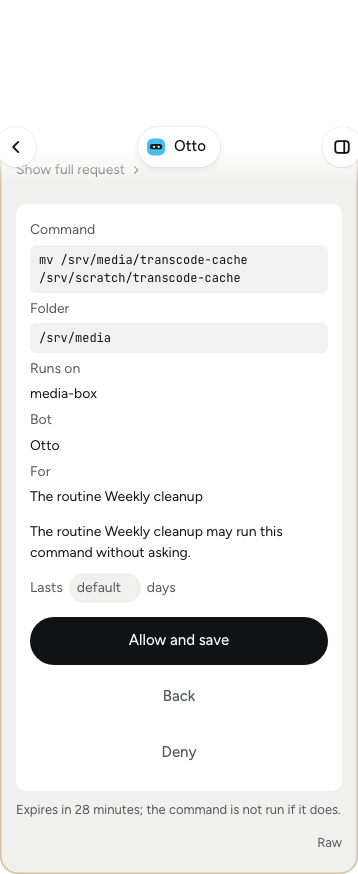 Otto
Show full request
Command
mv /srv/media/transcode-cache
/srv/scratch/transcode-cache
Folder
/srv/media
Runs on
media-box
Bot
Otto
For
The routine Weekly cleanup
The routine Weekly cleanup may run this
command without asking.
Lasts default days
Allow and save
Back
Deny
Expires in 28 minutes; the command is not run if it does.
Raw